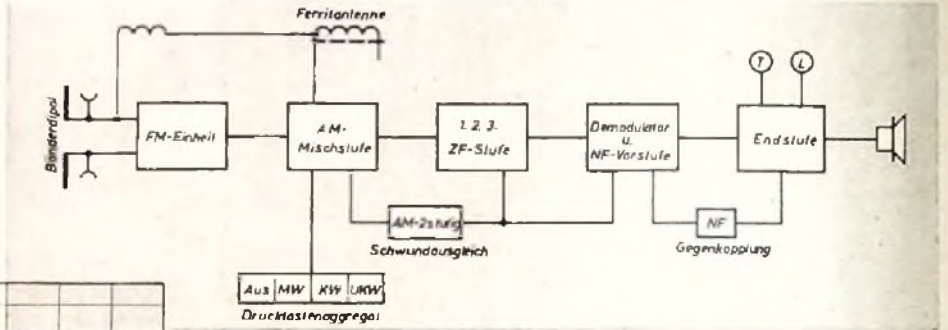 Ferritantenne
T
L
Bänderdipol
FM-Einheit
AM-
Mischstufe
1. 2. 3.
ZF-Stufe
Demodulator
u.
NF-Vorstufe
Endstufe
AM-2stufig
Schwundausgleich
NF
Gegenkopplung
Aus MW KW UKW
Drucktastenaggregat